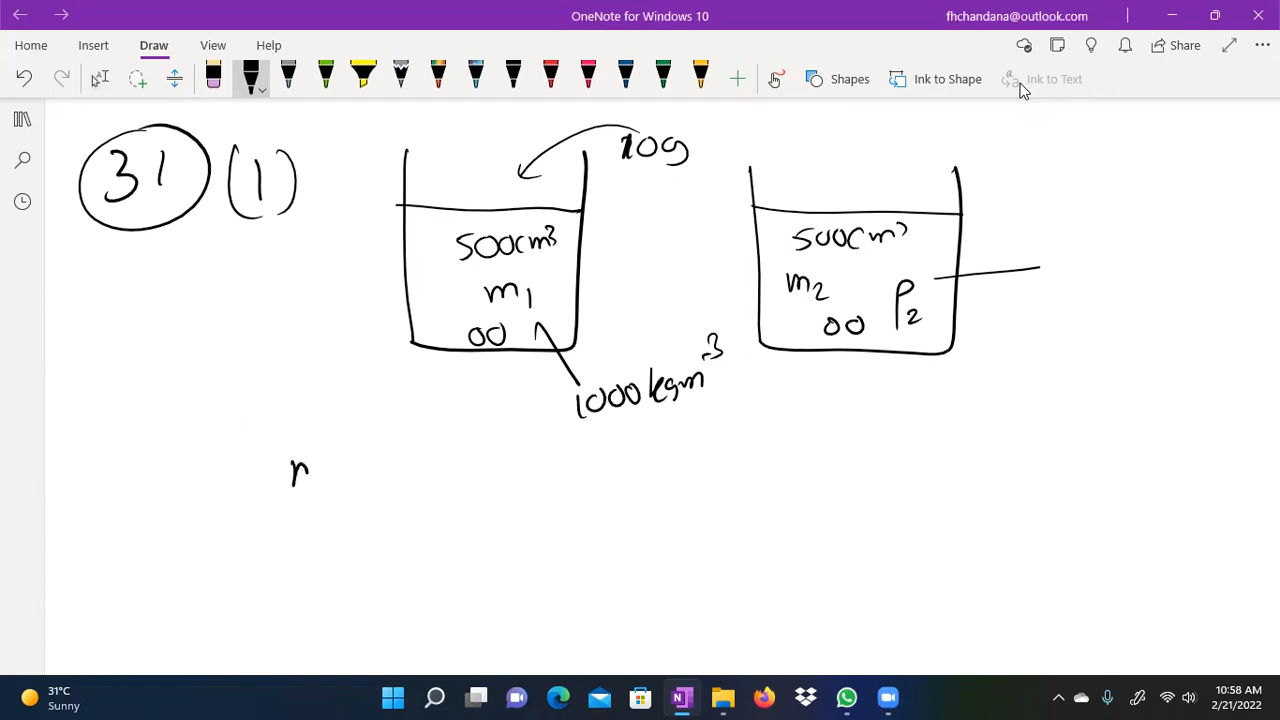 OneNote for Windows 10
fhchandana@outlook.com
Home Insert Draw View Help
Share
Shapes
Ink to Shape
Ink to Text
31 (1)
10g
500cm³
m₁
00
1000kgm⁻³
500cm³
m₂
ρ₂
00
31°C
Sunny
10:58 AM
2/21/2022